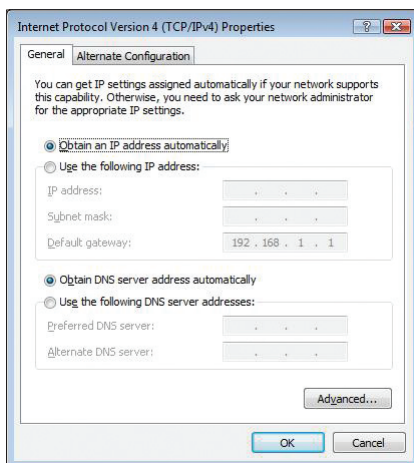 Internet Protocol Version 4 (TCP/IPv4) Properties
General
Alternate Configuration
You can get IP settings assigned automatically if your network supports
this capability. Otherwise, you need to ask your network administrator
for the appropriate IP settings.
Obtain an IP address automatically
Use the following IP address:
IP address: . . .
Subnet mask: . . .
Default gateway: 192 . 168 . 1 . 1
Obtain DNS server address automatically
Use the following DNS server addresses:
Preferred DNS server: . . .
Alternate DNS server: . . .
Advanced...
OK
Cancel